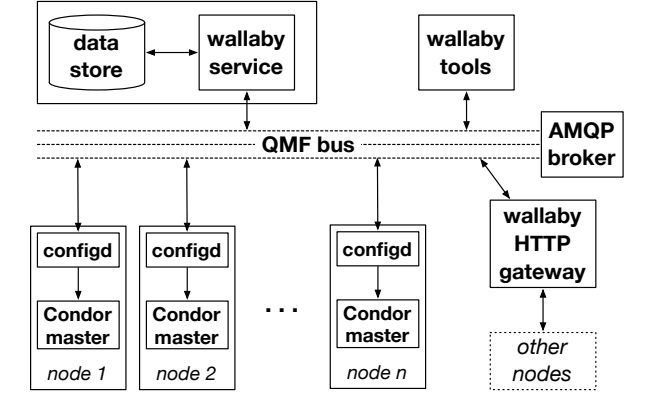 data
store
wallaby
service
wallaby
tools
QMF bus
AMQP
broker
configd
Condor
master
node 1
configd
Condor
master
node 2
...
configd
Condor
master
node n
wallaby
HTTP
gateway
other
nodes